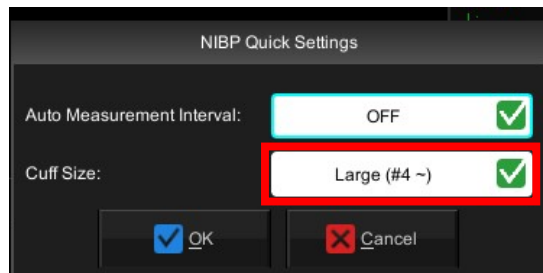 NIBP Quick Settings
Auto Measurement Interval: OFF
Cuff Size: Large (#4 ~)
OK Cancel